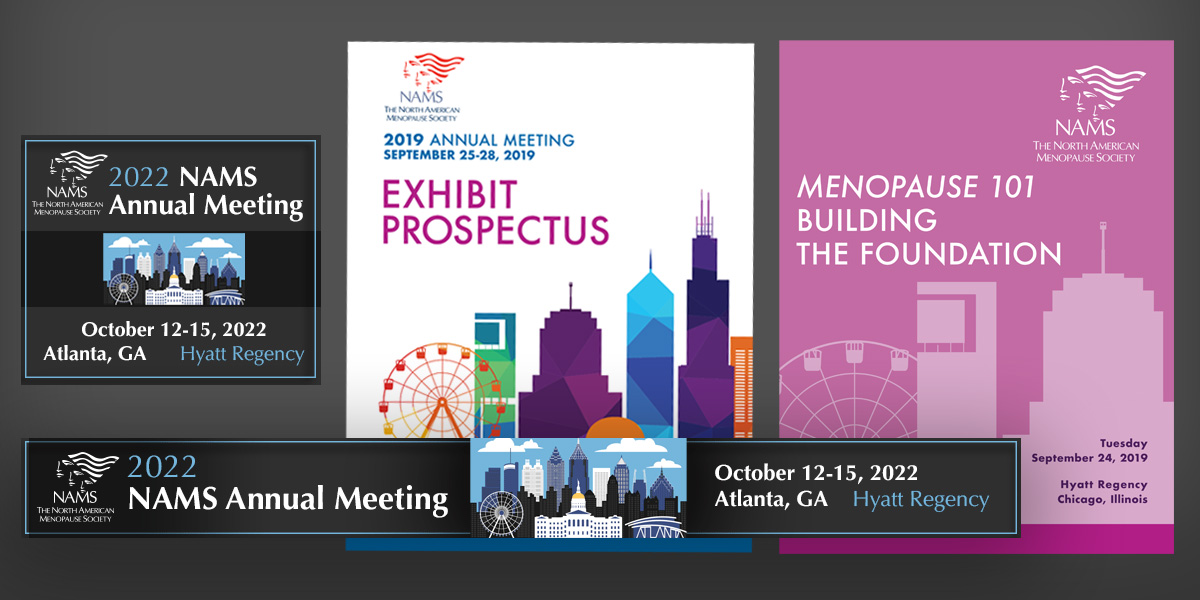 NAMS
THE NORTH AMERICAN
MENOPAUSE SOCIETY
2022 NAMS
Annual Meeting
October 12-15, 2022
Atlanta, GA Hyatt Regency
NAMS
THE NORTH AMERICAN
MENOPAUSE SOCIETY
2019 ANNUAL MEETING
SEPTEMBER 25-28, 2019
EXHIBIT
PROSPECTUS
NAMS
THE NORTH AMERICAN
MENOPAUSE SOCIETY
MENOPAUSE 101
BUILDING
THE FOUNDATION
Tuesday
September 24, 2019
Hyatt Regency
Chicago, Illinois
NAMS
THE NORTH AMERICAN
MENOPAUSE SOCIETY
2022
NAMS Annual Meeting
October 12-15, 2022
Atlanta, GA Hyatt Regency